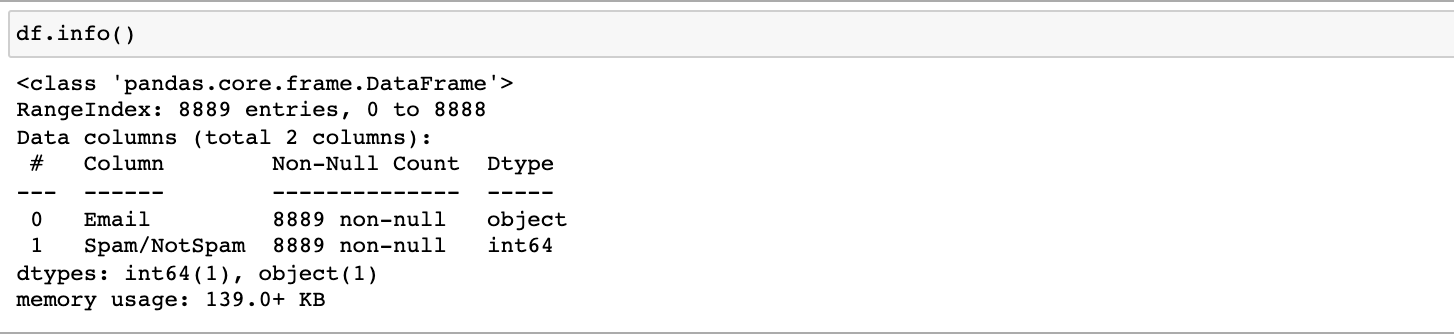 df.info()
<class 'pandas.core.frame.DataFrame'>
RangeIndex: 8889 entries, 0 to 8888
Data columns (total 2 columns):
 #   Column        Non-Null Count  Dtype
---  ------        --------------  -----
 0   Email         8889 non-null   object
 1   Spam/NotSpam  8889 non-null   int64
dtypes: int64(1), object(1)
memory usage: 139.0+ KB